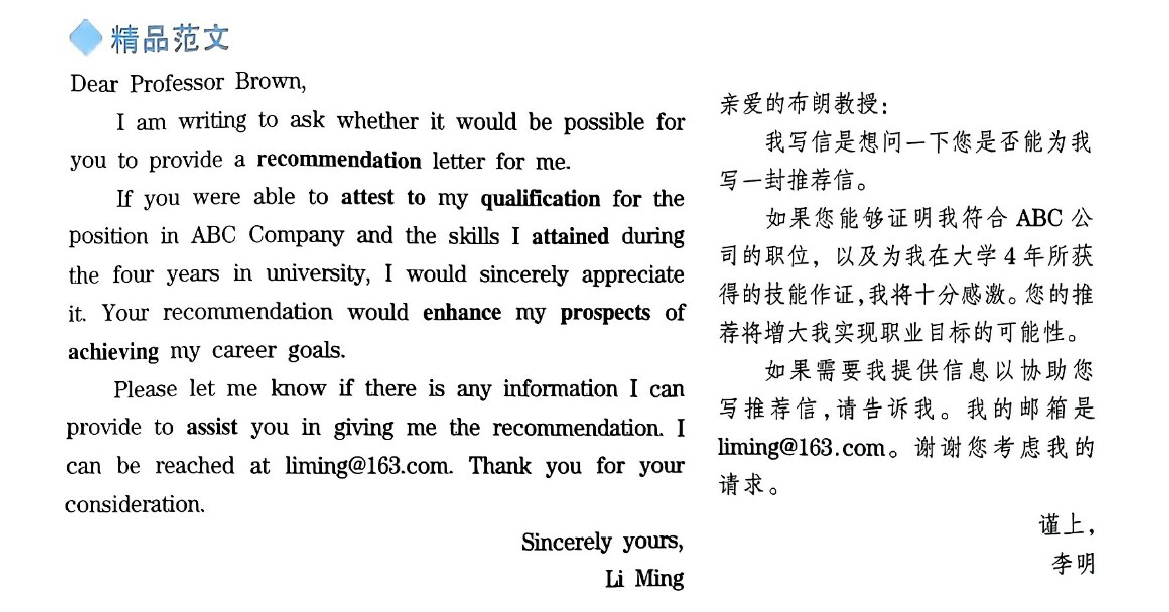 精品范文
Dear Professor Brown,
I am writing to ask whether it would be possible for
you to provide a recommendation letter for me.
If you were able to attest to my qualification for the
position in ABC Company and the skills I attained during
the four years in university, I would sincerely appreciate
it. Your recommendation would enhance my prospects of
achieving my career goals.
Please let me know if there is any information I can
provide to assist you in giving me the recommendation. I
can be reached at liming@163.com. Thank you for your
consideration.
Sincerely yours,
Li Ming
亲爱的布朗教授：
我写信是想问一下您是否能为我
写一封推荐信。
如果您能够证明我符合 ABC 公
司的职位，以及为我在大学 4 年所获
得的技能作证，我将十分感激。您的推
荐将增大我实现职业目标的可能性。
如果需要我提供信息以协助您
写推荐信，请告诉我。我的邮箱是
liming@163.com。谢谢您考虑我的
请求。
谨上，
李明